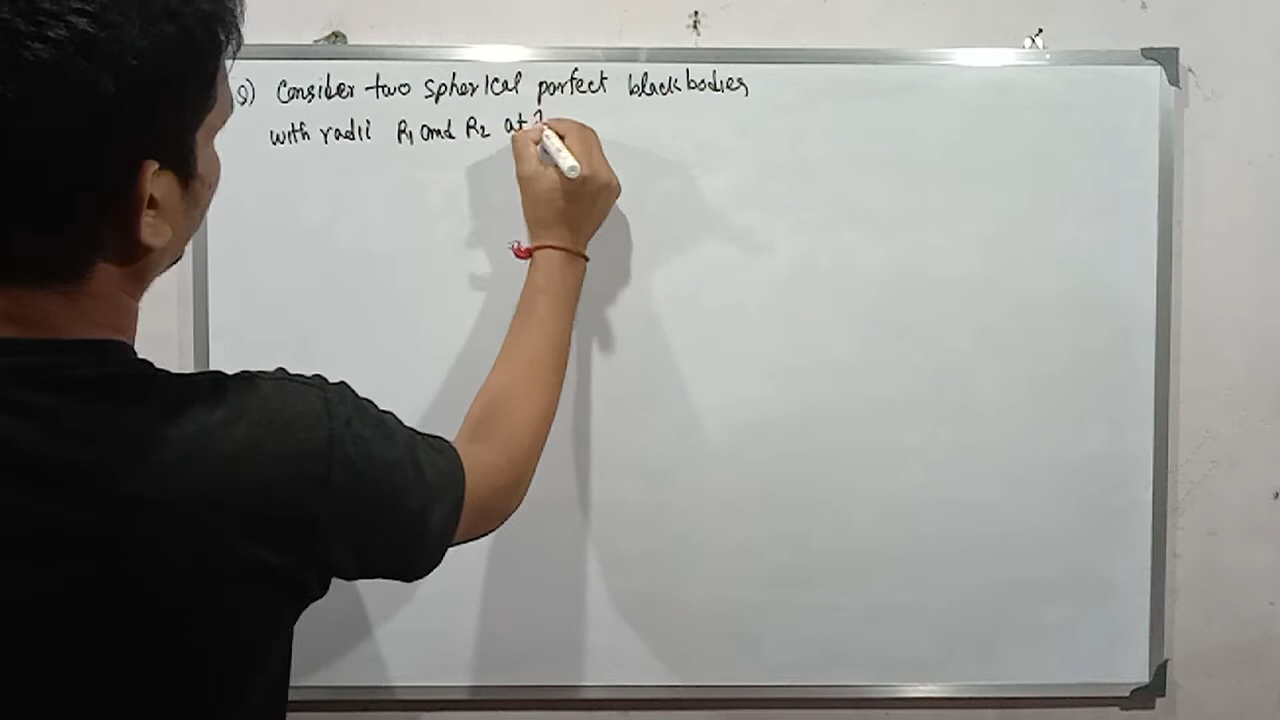 Q) Consider two spherical perfect blackbodies
with radii R₁ and R₂ at